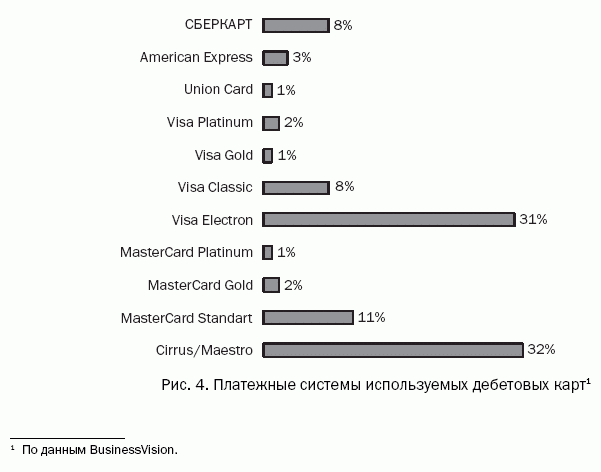 СБЕРКАРТ 8%
American Express 3%
Union Card 1%
Visa Platinum 2%
Visa Gold 1%
Visa Classic 8%
Visa Electron 31%
MasterCard Platinum 1%
MasterCard Gold 2%
MasterCard Standart 11%
Cirrus/Maestro 32%
Рис. 4. Платежные системы используемых дебетовых карт¹
¹ По данным BusinessVision.